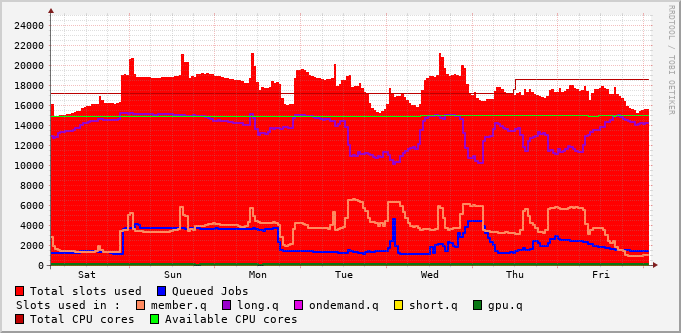 24000
22000
20000
18000
16000
14000
12000
10000
8000
6000
4000
2000
0
Sat Sun Mon Tue Wed Thu Fri
RRDTOOL / TOBI OETIKER
Total slots used Queued Jobs
Slots used in : member.q long.q ondemand.q short.q gpu.q
Total CPU cores Available CPU cores